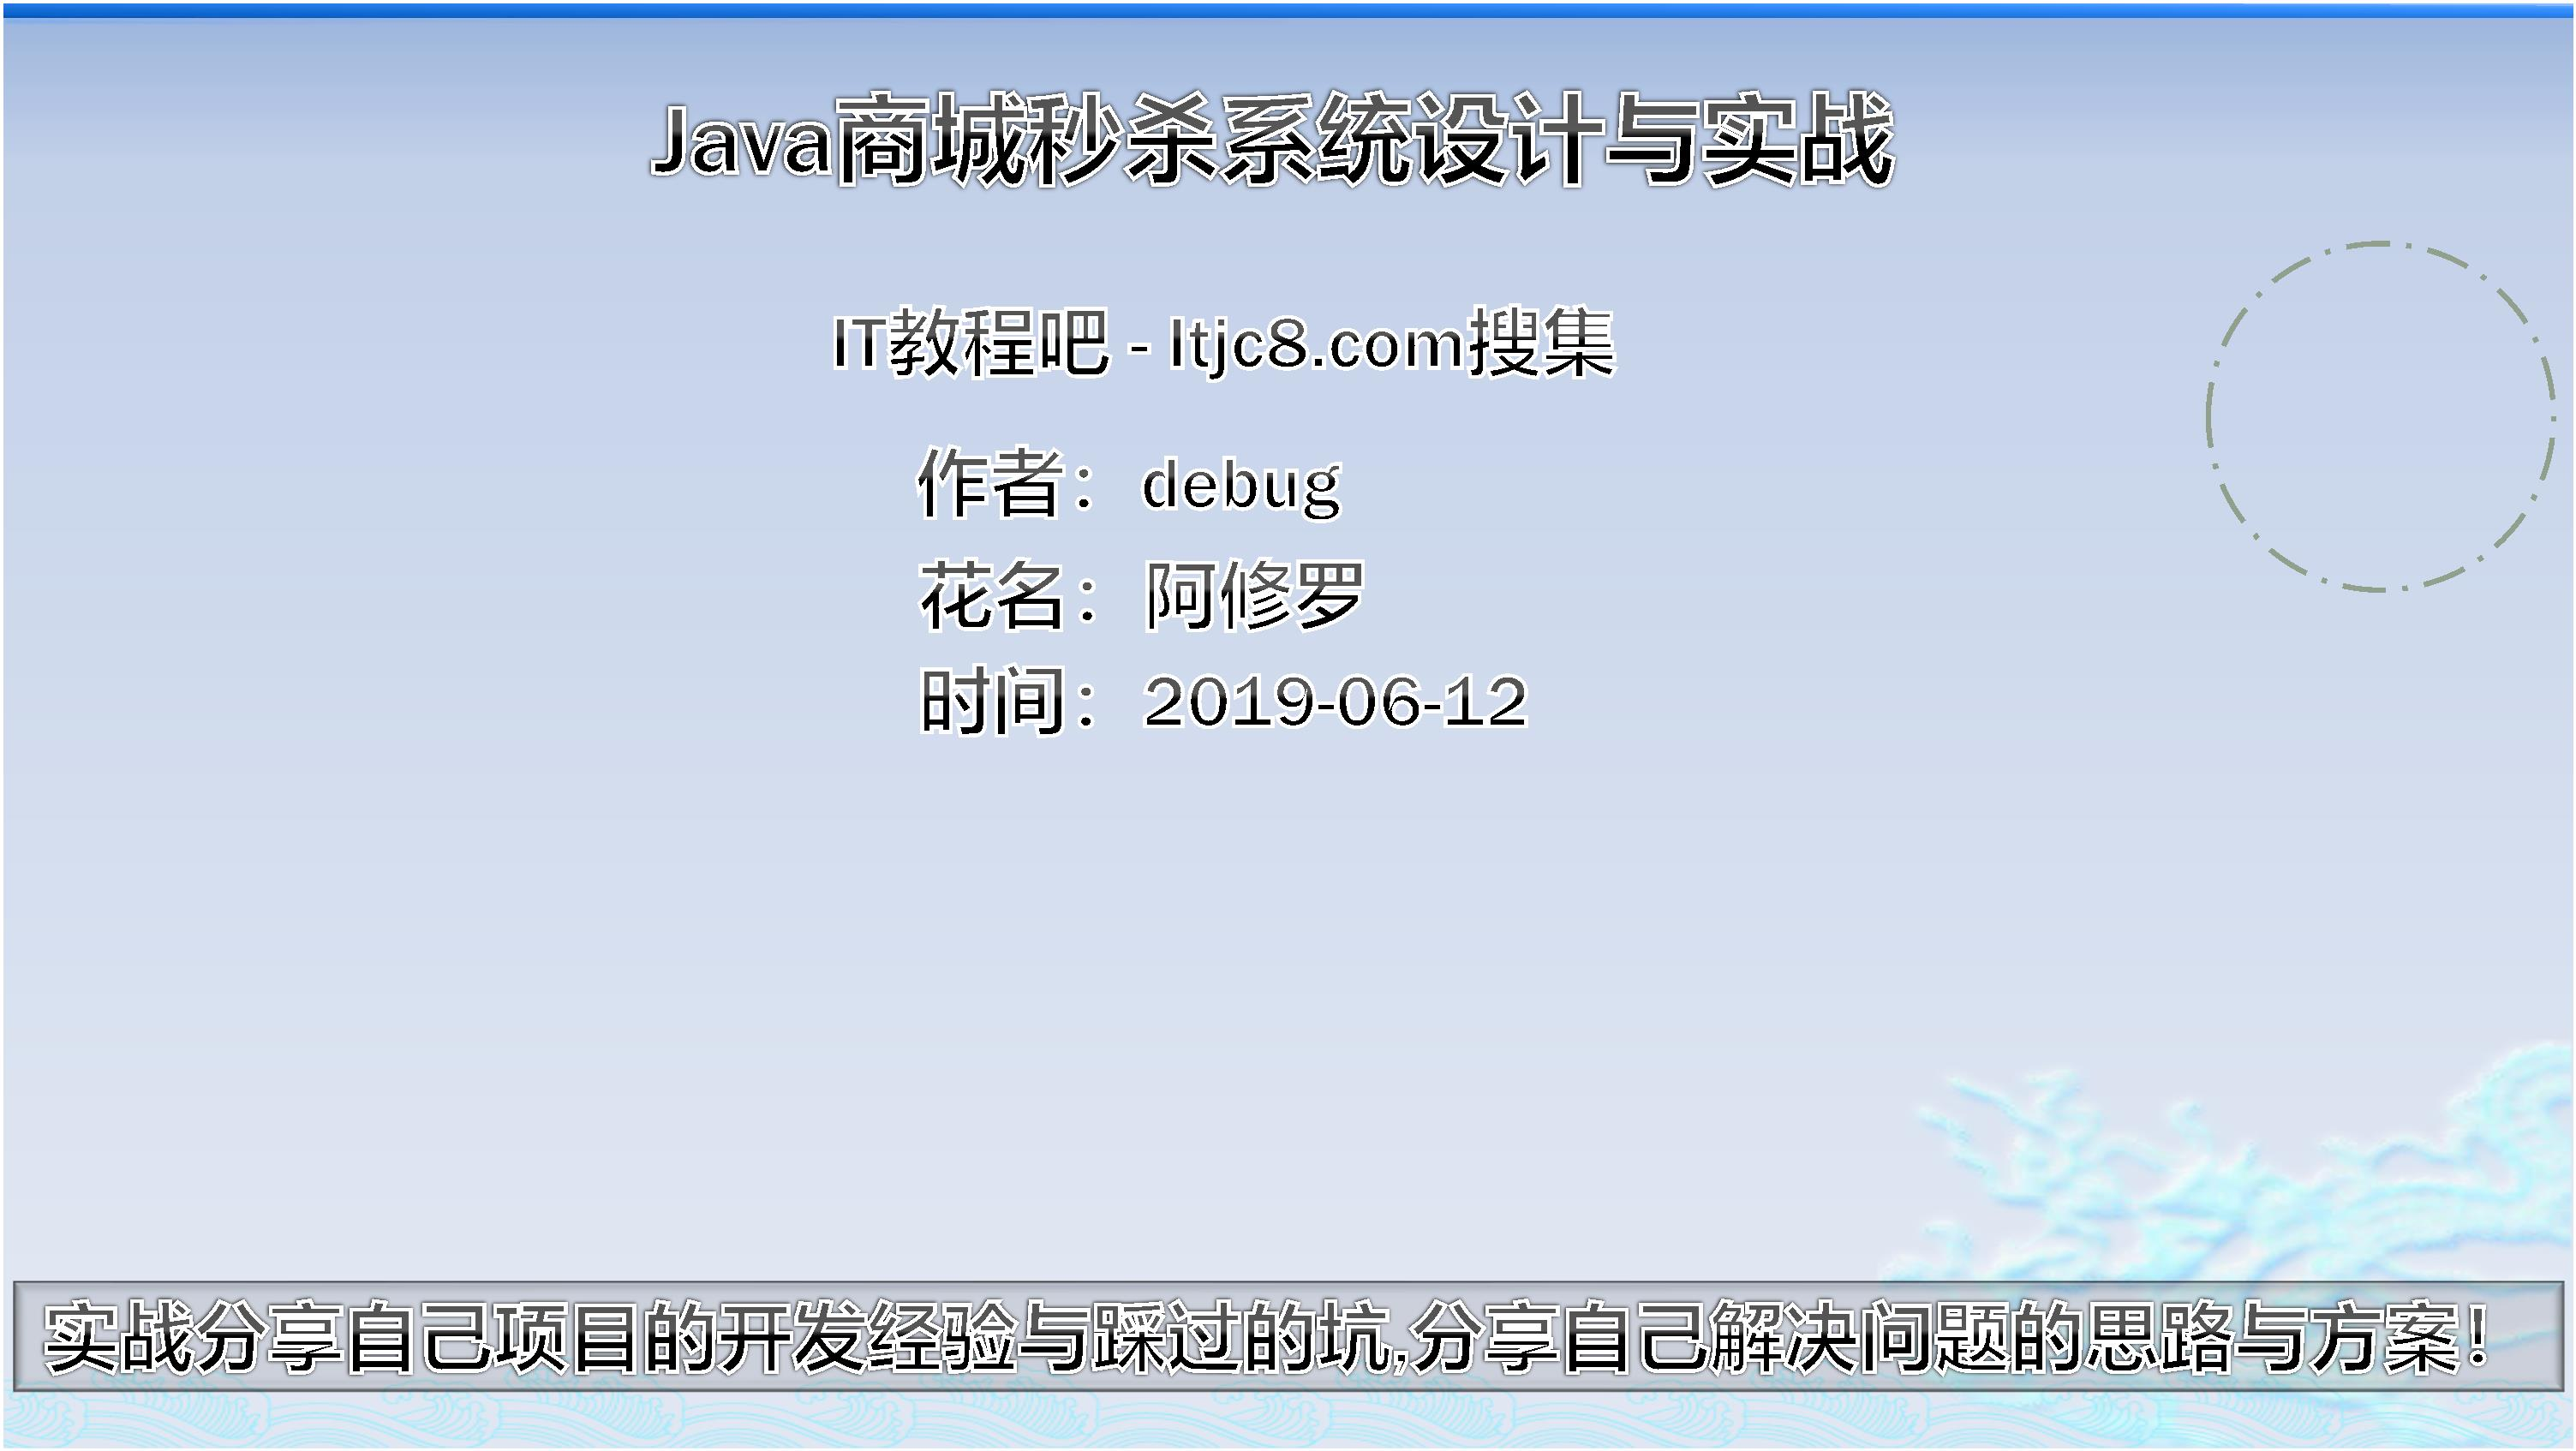 Java商城秒杀系统设计与实战
IT教程吧 - Itjc8.com搜集
作者：debug
花名：阿修罗
时间：2019-06-12
实战分享自己项目的开发经验与踩过的坑,分享自己解决问题的思路与方案！